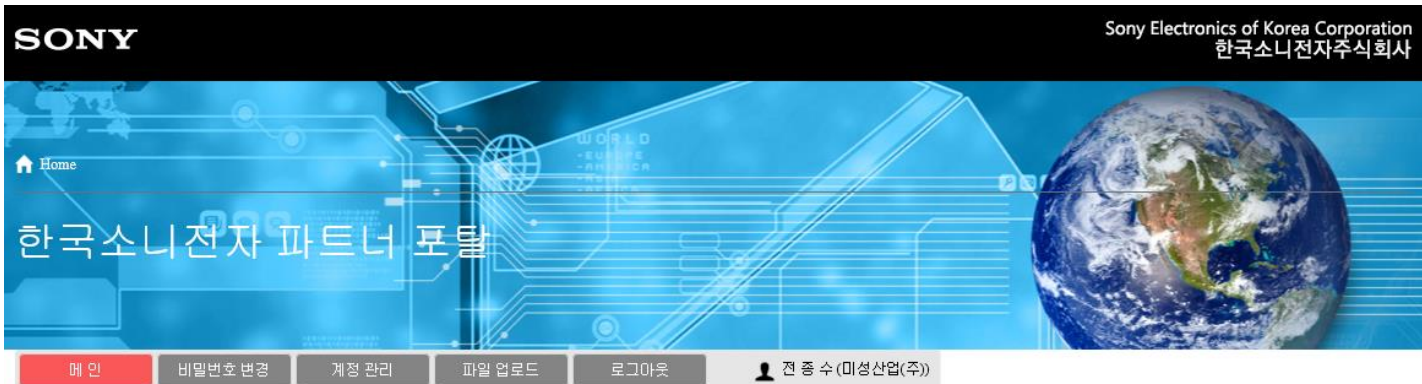 SONY
Sony Electronics of Korea Corporation
한국소니전자주식회사
WORLD
-EUROPE
-AMERICA
Home
한국소니전자 파트너 포탈
메 인
비밀번호 변경
계정 관리
파일 업로드
로그아웃
전 종 수 (미성산업(주))